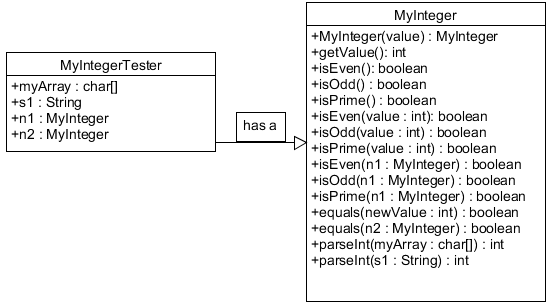 MyIntegerTester
+myArray : char[]
+s1 : String
+n1 : MyInteger
+n2 : MyInteger
has a
MyInteger
+MyInteger(value) : MyInteger
+getValue(): int
+isEven(): boolean
+isOdd() : boolean
+isPrime() : boolean
+isEven(value : int): boolean
+isOdd(value : int) : boolean
+isPrime(value : int) : boolean
+isEven(n1 : MyInteger) : boolean
+isOdd(n1 : MyInteger) : boolean
+isPrime(n1 : MyInteger) : boolean
+equals(newValue : int) : boolean
+equals(n2 : MyInteger) : boolean
+parseInt(myArray : char[]) : int
+parseInt(s1 : String) : int